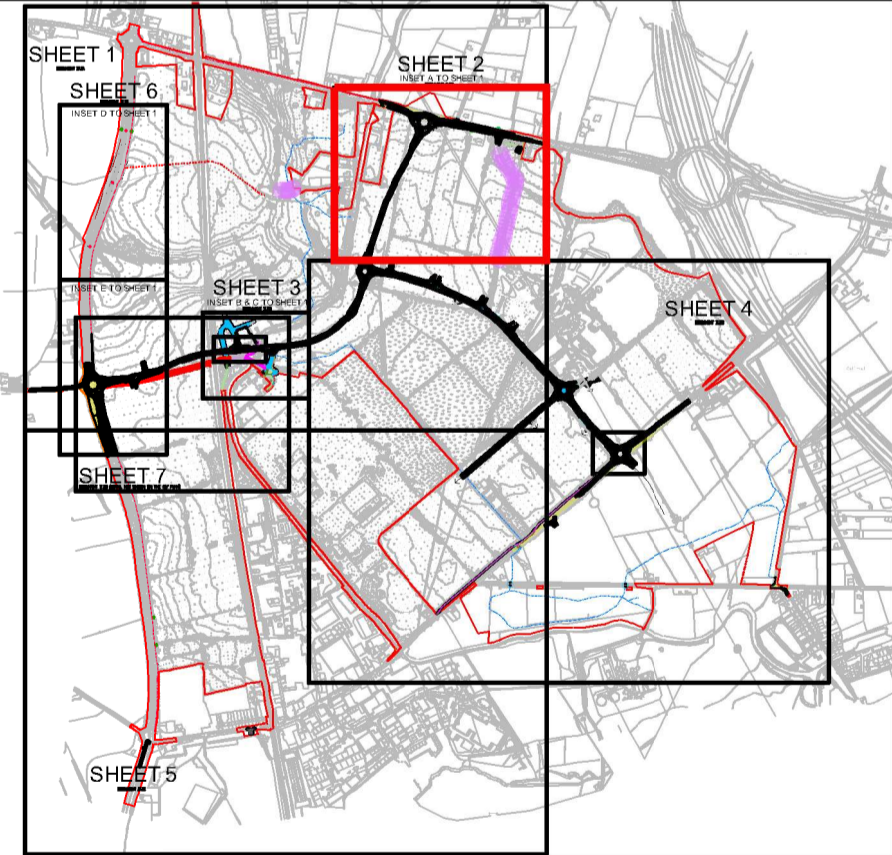 SHEET 1
SHEET 2
INSET A TO SHEET 1
SHEET 6
INSET D TO SHEET 1
SHEET 3
INSET B & C TO SHEET 1
INSET E TO SHEET 1
SHEET 4
SHEET 7
SHEET 5